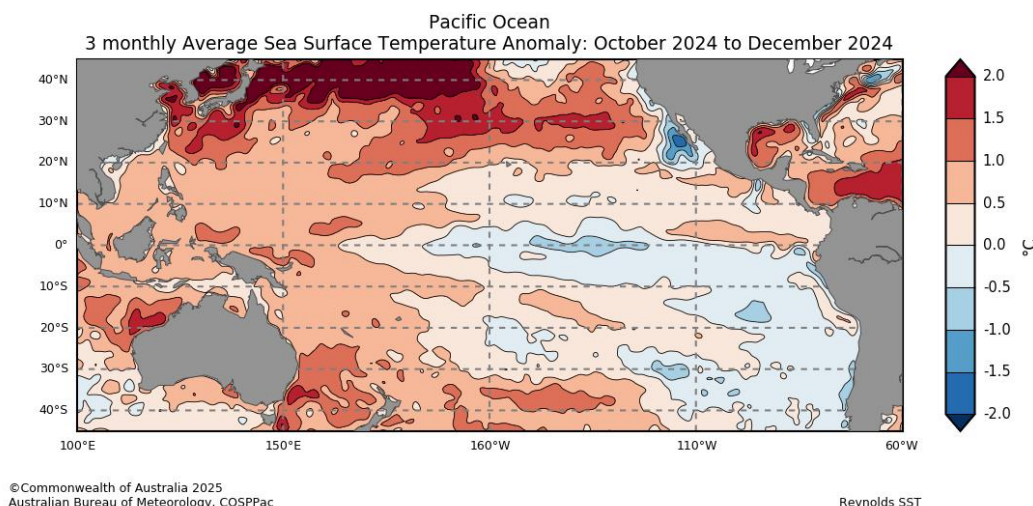 Pacific Ocean
3 monthly Average Sea Surface Temperature Anomaly: October 2024 to December 2024
40°N
30°N
20°N
10°N
0°
10°S
20°S
30°S
40°S
100°E
150°E
160°W
110°W
60°W
2.0
1.5
1.0
0.5
0.0
-0.5
-1.0
-1.5
-2.0
°C
©Commonwealth of Australia 2025
Australian Bureau of Meteorology, COSPPac
Reynolds SST